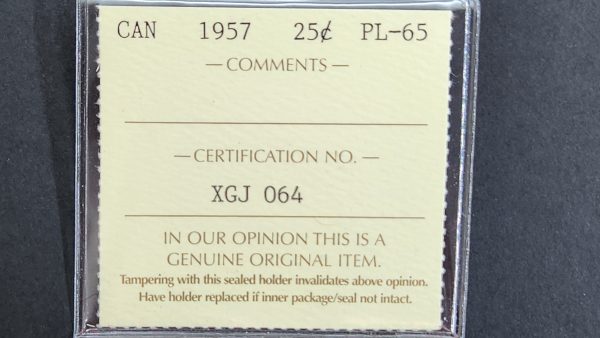 CAN 1957 25¢ PL-65
— COMMENTS —
— CERTIFICATION NO. —
XGJ 064
IN OUR OPINION THIS IS A
GENUINE ORIGINAL ITEM.
Tampering with this sealed holder invalidates above opinion.
Have holder replaced if inner package/seal not intact.